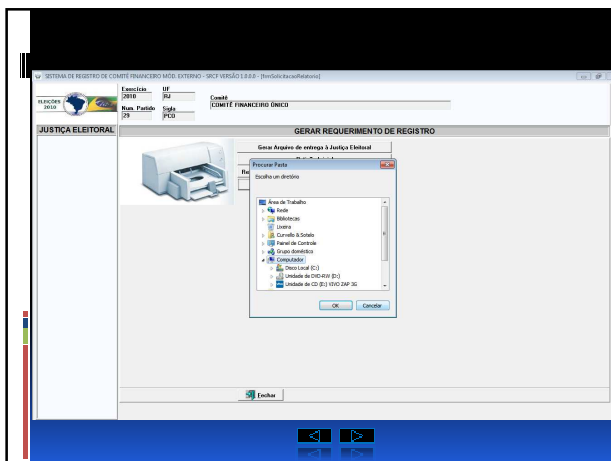 SISTEMA DE REGISTRO DE COMITÊ FINANCEIRO MÓD. EXTERNO - SRCF VERSÃO 1.0.0.0 - [frmSolicitacaoRelatorio]
ELEIÇÕES 2010
Exercício UF
2010 RJ
Comitê
COMITÊ FINANCEIRO ÚNICO
Num. Partido Sigla
29 PCO
JUSTIÇA ELEITORAL
GERAR REQUERIMENTO DE REGISTRO
Gerar Arquivo de entrega à Justiça Eleitoral
Procurar Pasta
Escolha um diretório
Área de Trabalho
Rede
Bibliotecas
Lixeira
Curvello & Sotelo
Painel de Controle
Grupo doméstico
Computador
Disco Local (C:)
Unidade de DVD-RW (D:)
Unidade de CD (E:) VIVO ZAP 3G
OK Cancelar
Fechar